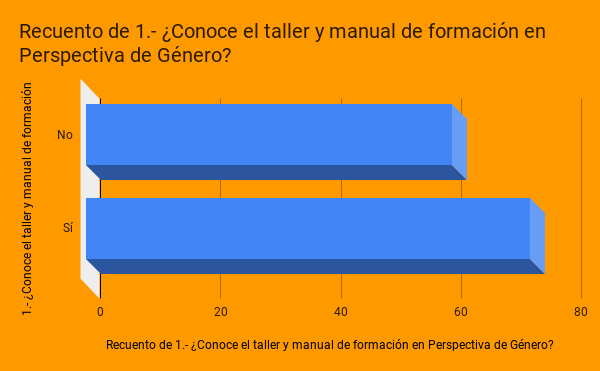 Recuento de 1.- ¿Conoce el taller y manual de formación en
Perspectiva de Género?
1.- ¿Conoce el taller y manual de formación
No
Sí
0
20
40
60
80
Recuento de 1.- ¿Conoce el taller y manual de formación en Perspectiva de Género?